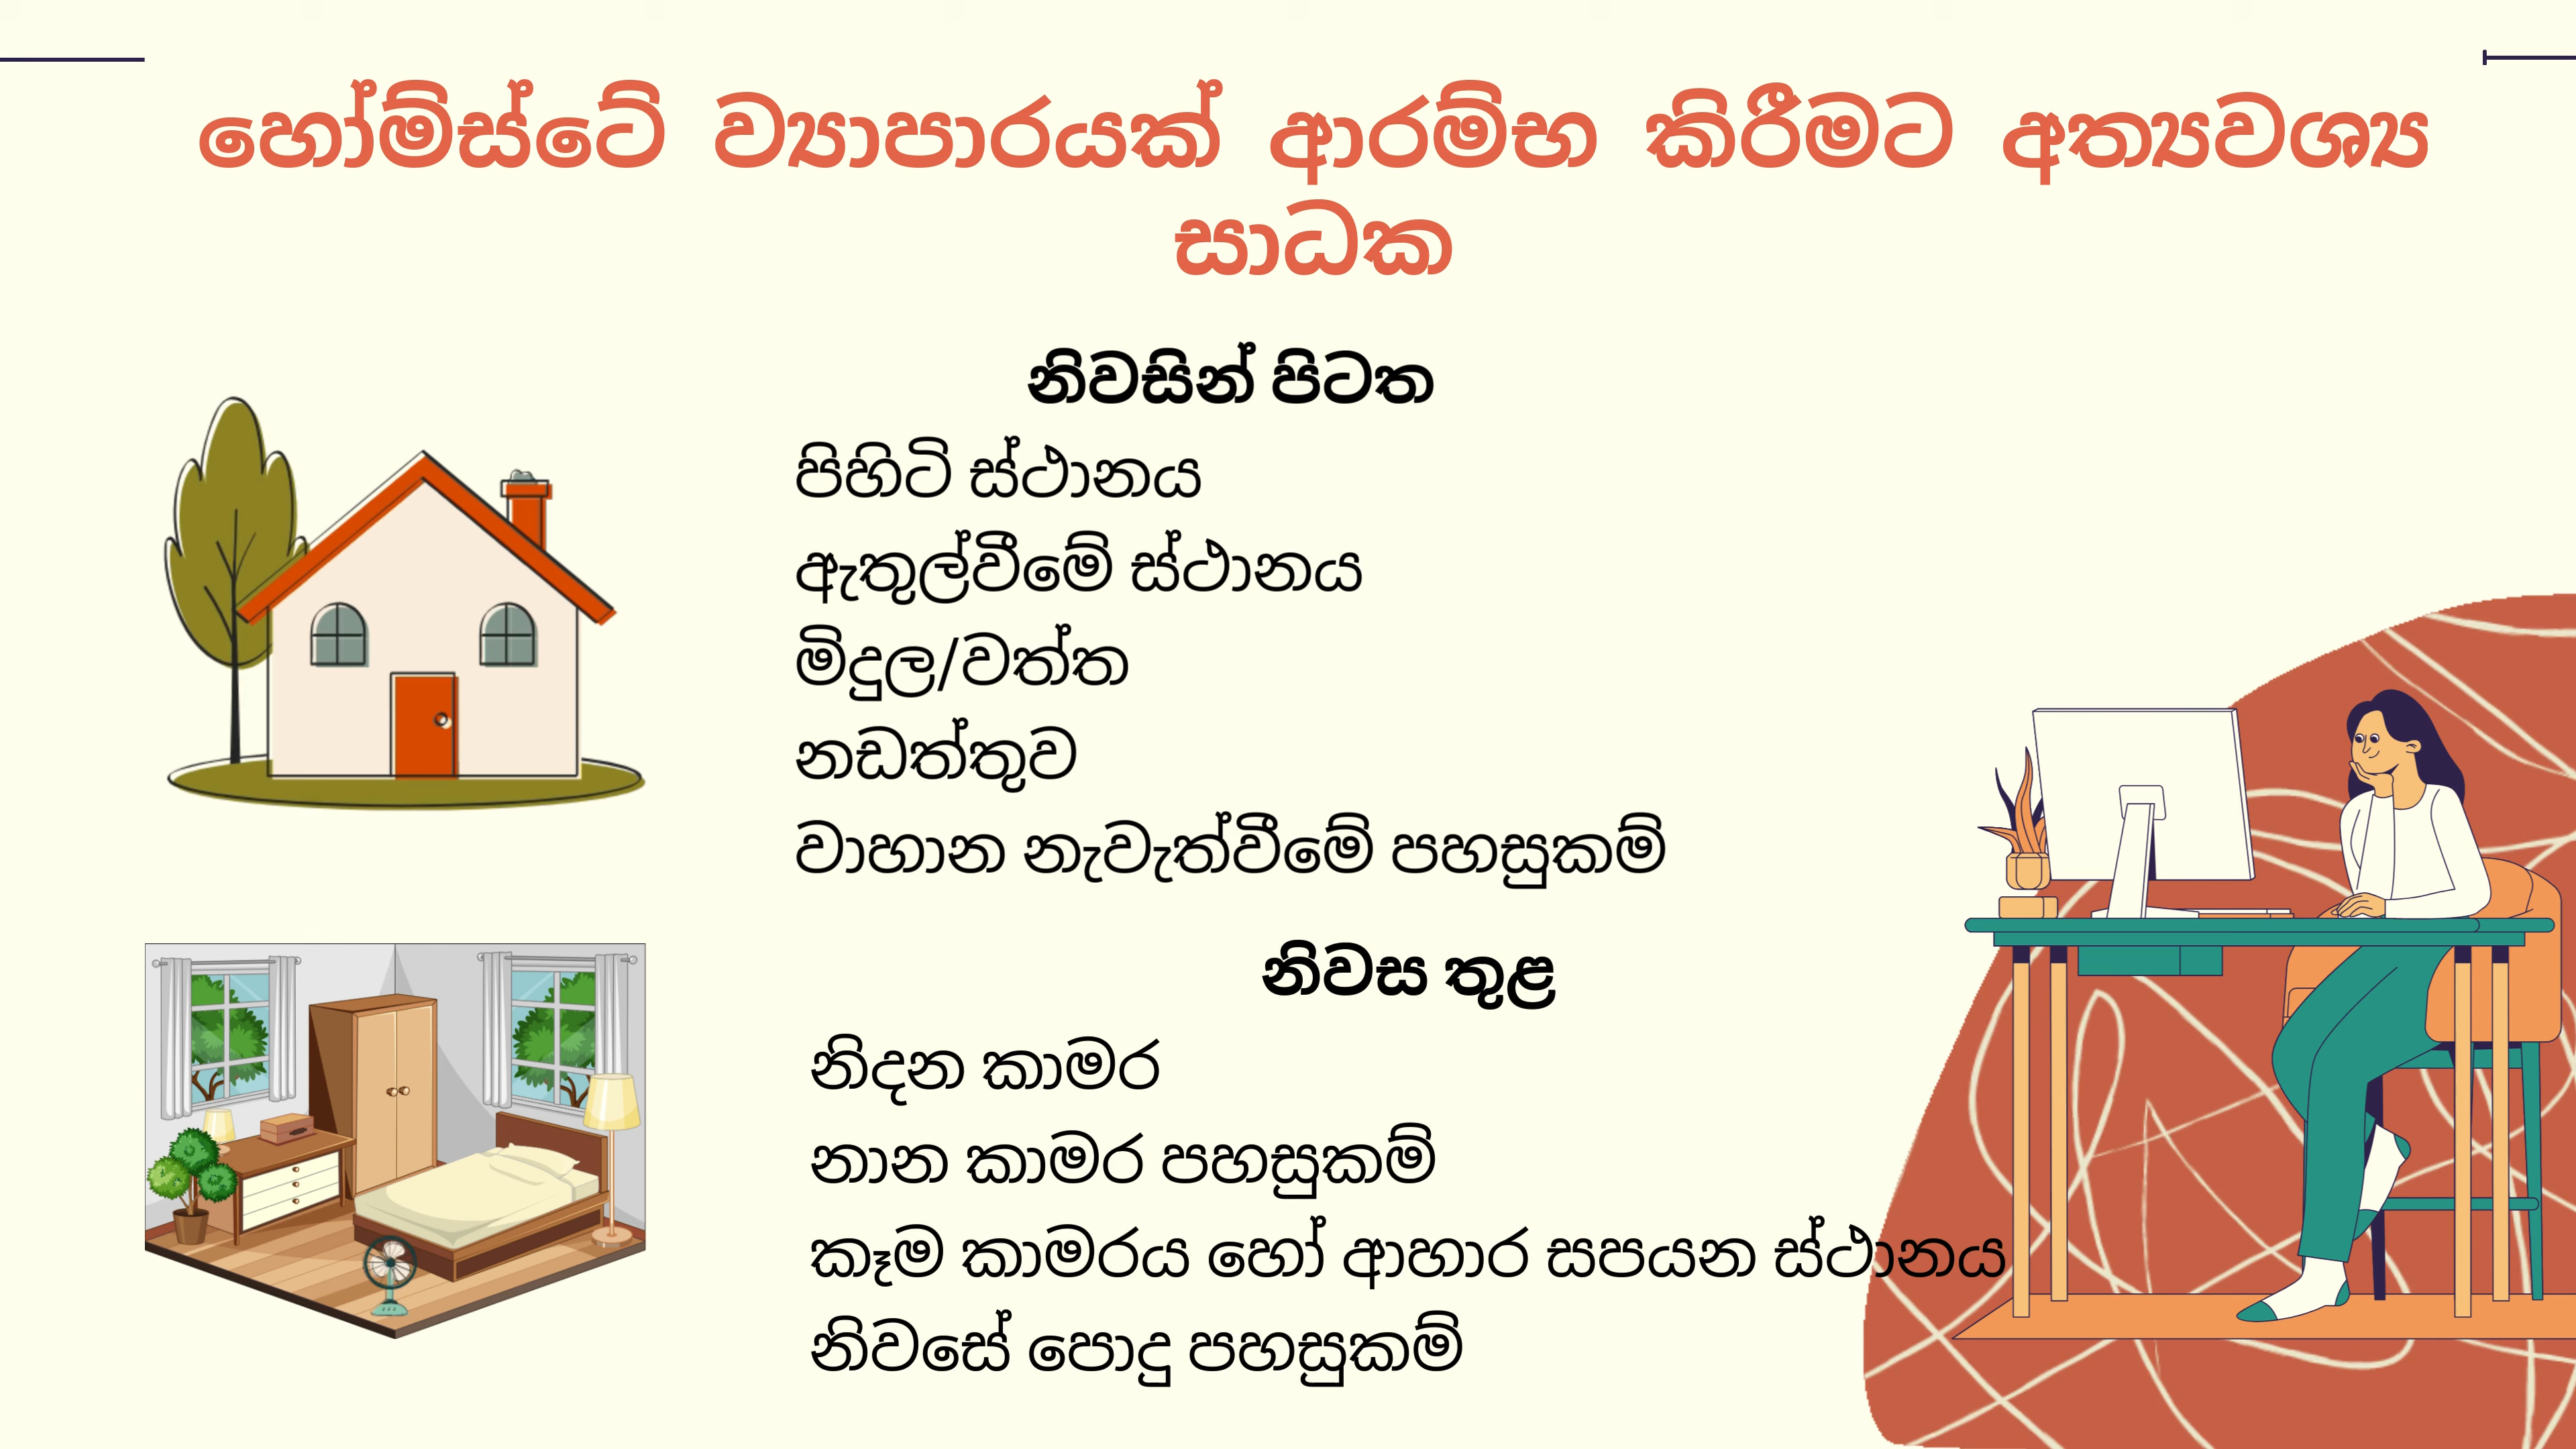 හෝම්ස්ටේ ව්‍යාපාරයක් ආරම්භ කිරීමට අත්‍යවශ්‍ය
සාධක
නිවසින් පිටත
පිහිටි ස්ථානය
ඇතුල්වීමේ ස්ථානය
මිදුල/වත්ත
නඩත්තුව
වාහාන නැවැත්වීමේ පහසුකම්
නිවස තුළ
නිදන කාමර
නාන කාමර පහසුකම්
කෑම කාමරය හෝ ආහාර සපයන ස්ථානය
නිවසේ පොදු පහසුකම්